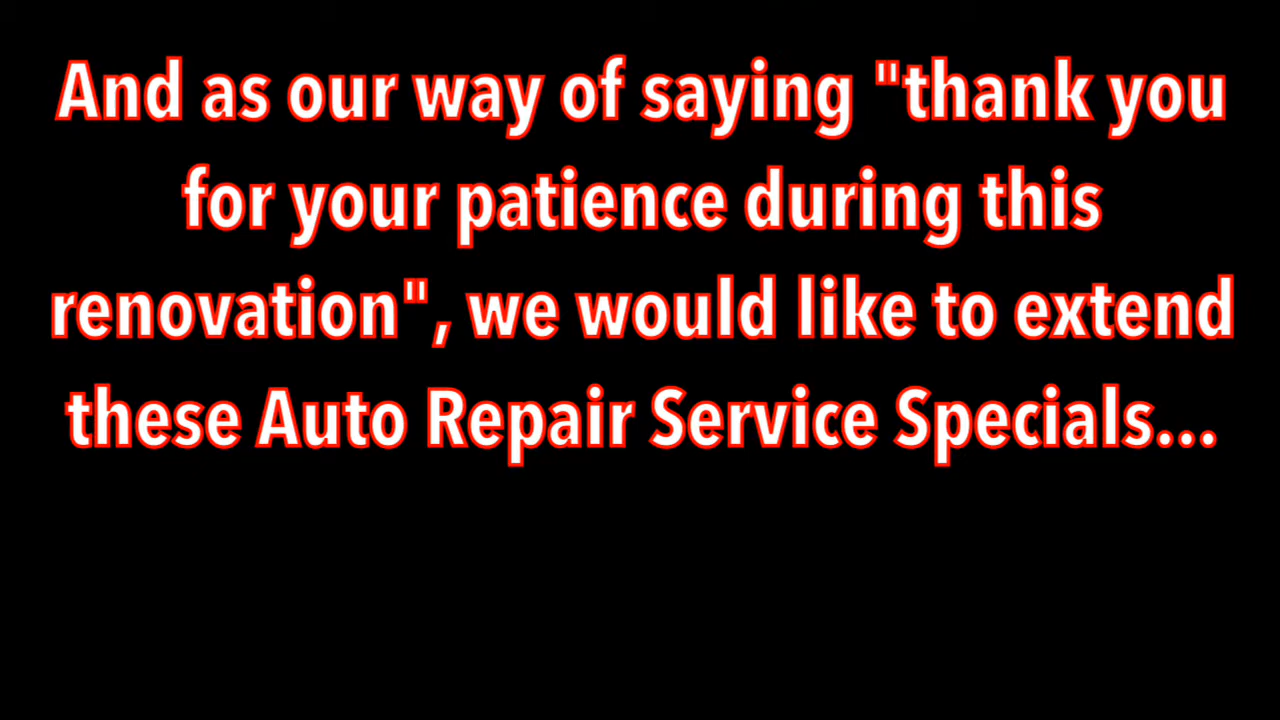 And as our way of saying "thank you
for your patience during this
renovation", we would like to extend
these Auto Repair Service Specials...